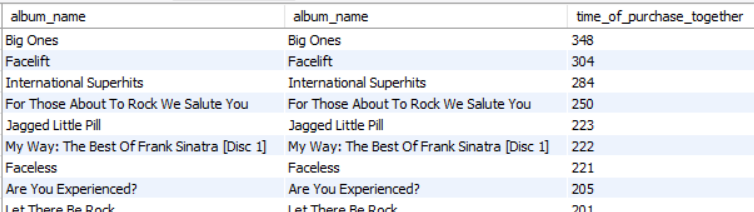 album_name album_name time_of_purchase_together
Big Ones Big Ones 348
Facelift Facelift 304
International Superhits International Superhits 284
For Those About To Rock We Salute You For Those About To Rock We Salute You 250
Jagged Little Pill Jagged Little Pill 223
My Way: The Best Of Frank Sinatra [Disc 1] My Way: The Best Of Frank Sinatra [Disc 1] 222
Faceless Faceless 221
Are You Experienced? Are You Experienced? 205
Let There Be Rock Let There Be Rock 201